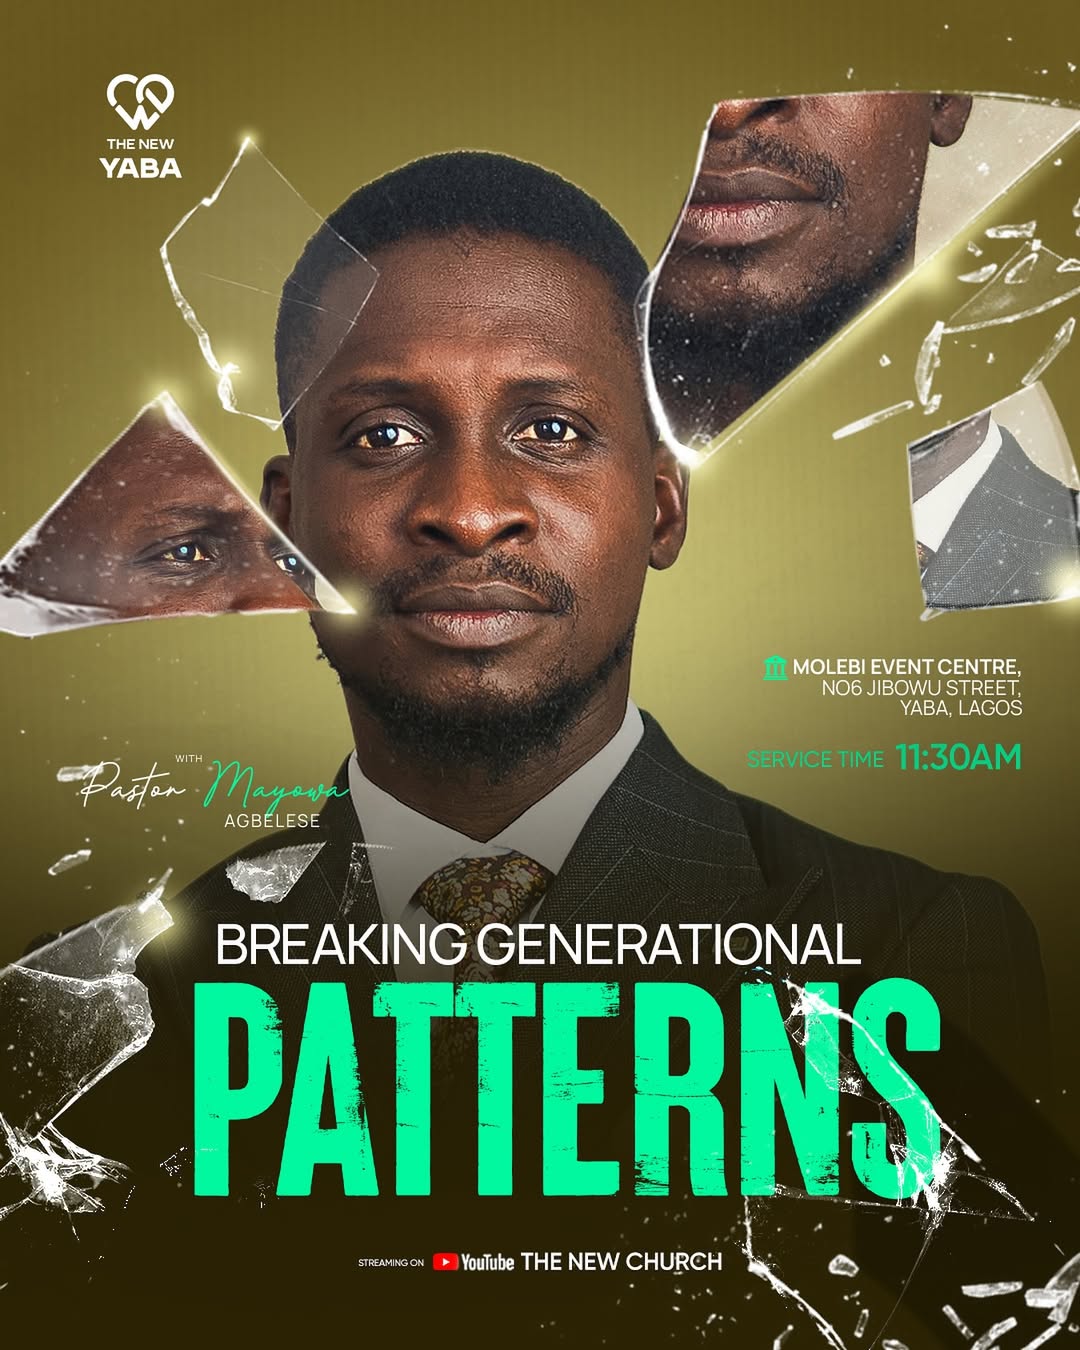 THE NEW
YABA
MOLEBI EVENT CENTRE,
NO6 JIBOWU STREET,
YABA, LAGOS
SERVICE TIME 11:30AM
WITH
Pastor Mayowa
AGBELESE
BREAKING GENERATIONAL
PATTERNS
STREAMING ON YouTube THE NEW CHURCH